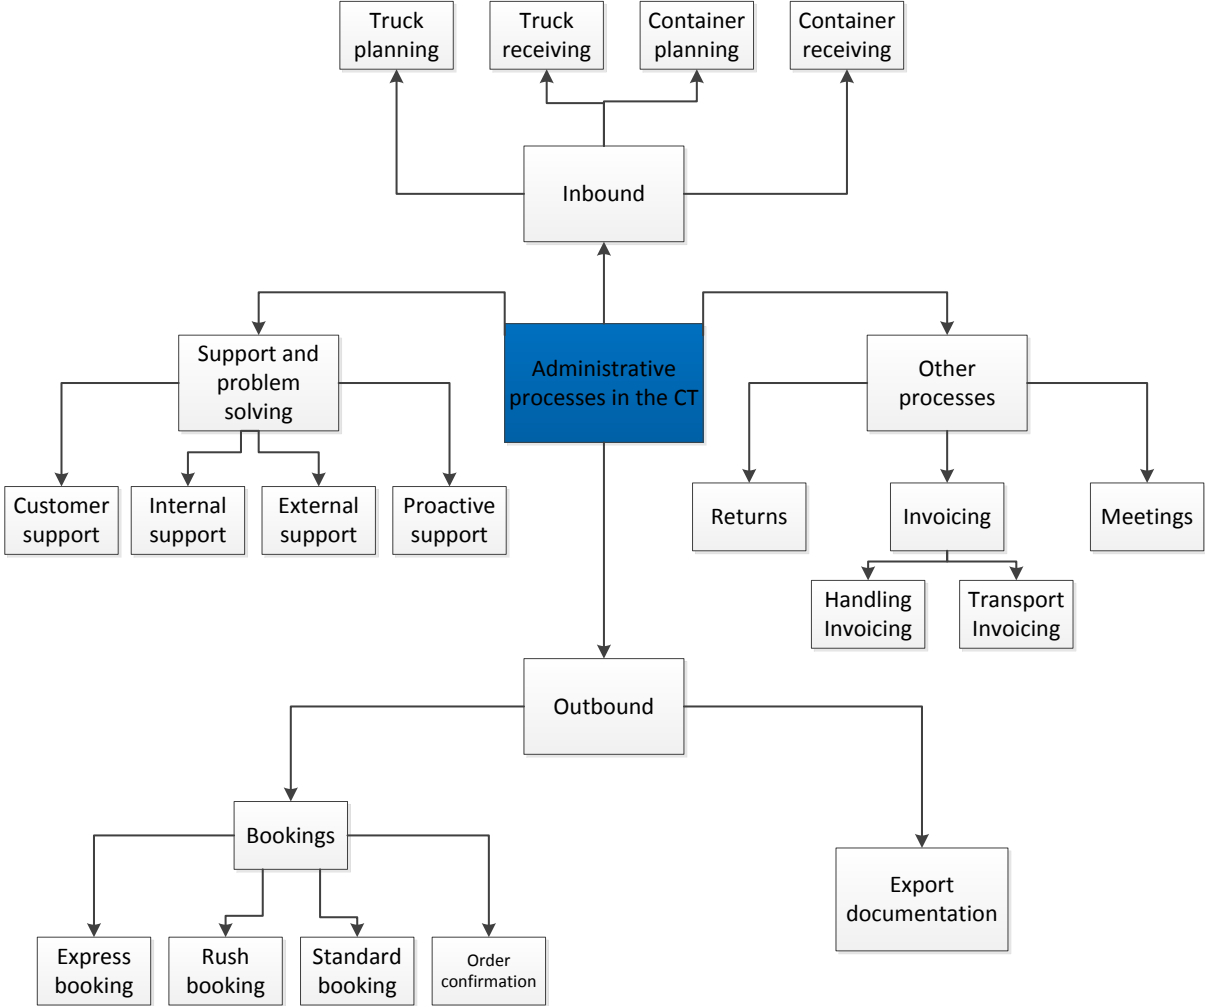 Truck
planning
Truck
receiving
Container
planning
Container
receiving
Inbound
Support and
problem
solving
Administrative
processes in the CT
Other
processes
Customer
support
Internal
support
External
support
Proactive
support
Returns
Invoicing
Meetings
Handling
Invoicing
Transport
Invoicing
Outbound
Bookings
Export
documentation
Express
booking
Rush
booking
Standard
booking
Order
confirmation